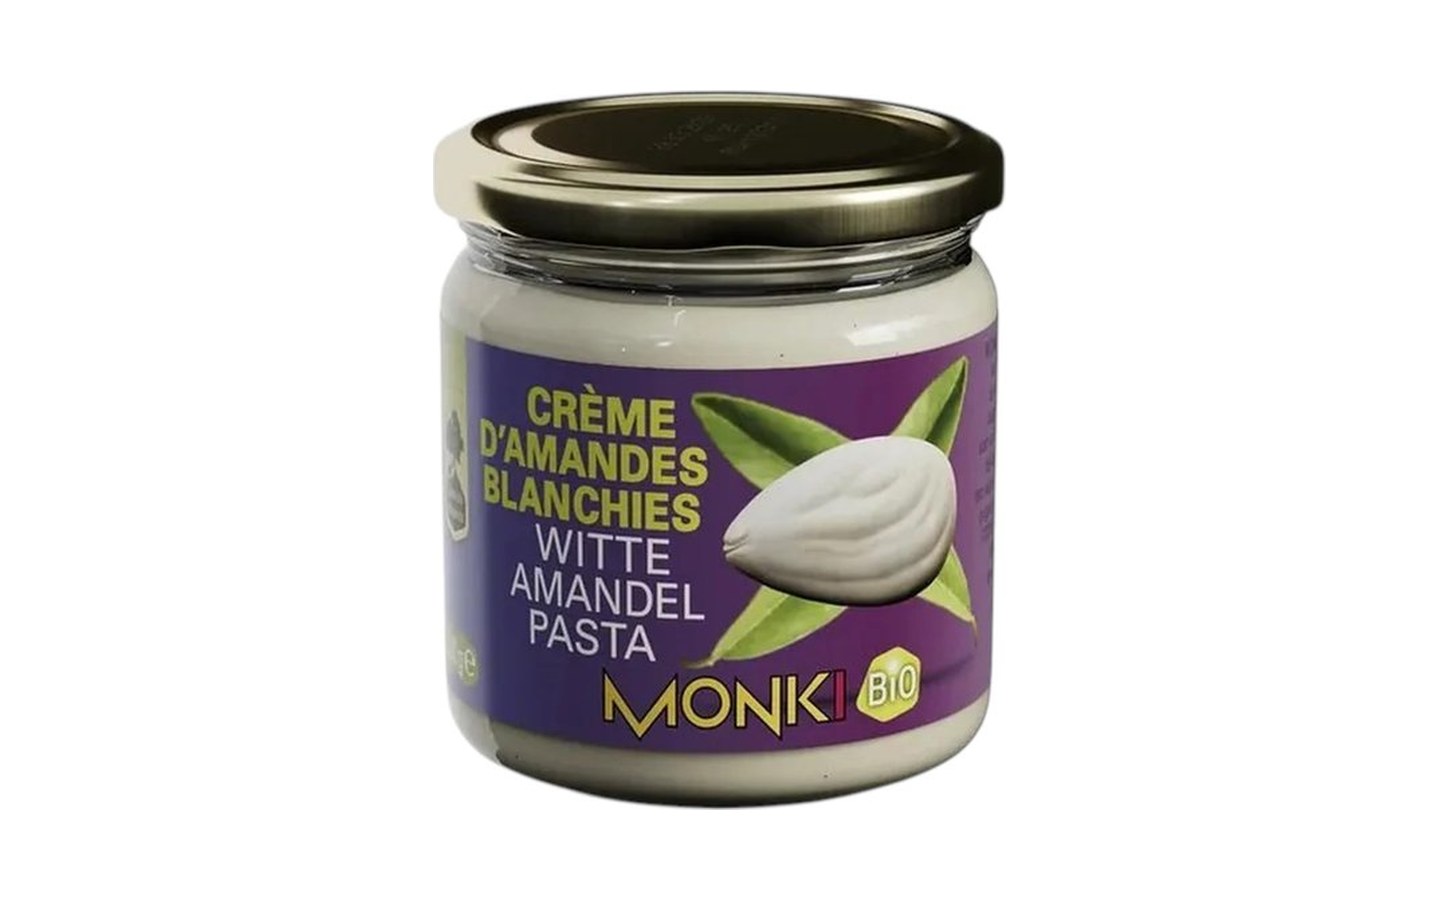 CRÈME
D'AMANDES
BLANCHIES
WITTE
AMANDEL
PASTA
MONKI
BiO